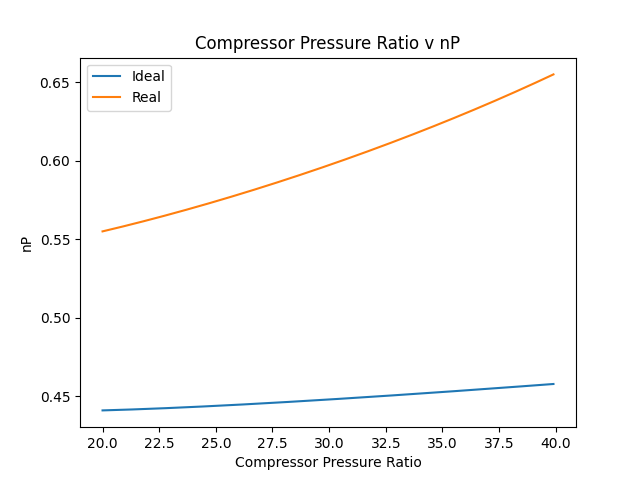 Compressor Pressure Ratio v nP
Ideal
Real
0.65
0.60
0.55
0.50
0.45
nP
20.0 22.5 25.0 27.5 30.0 32.5 35.0 37.5 40.0
Compressor Pressure Ratio